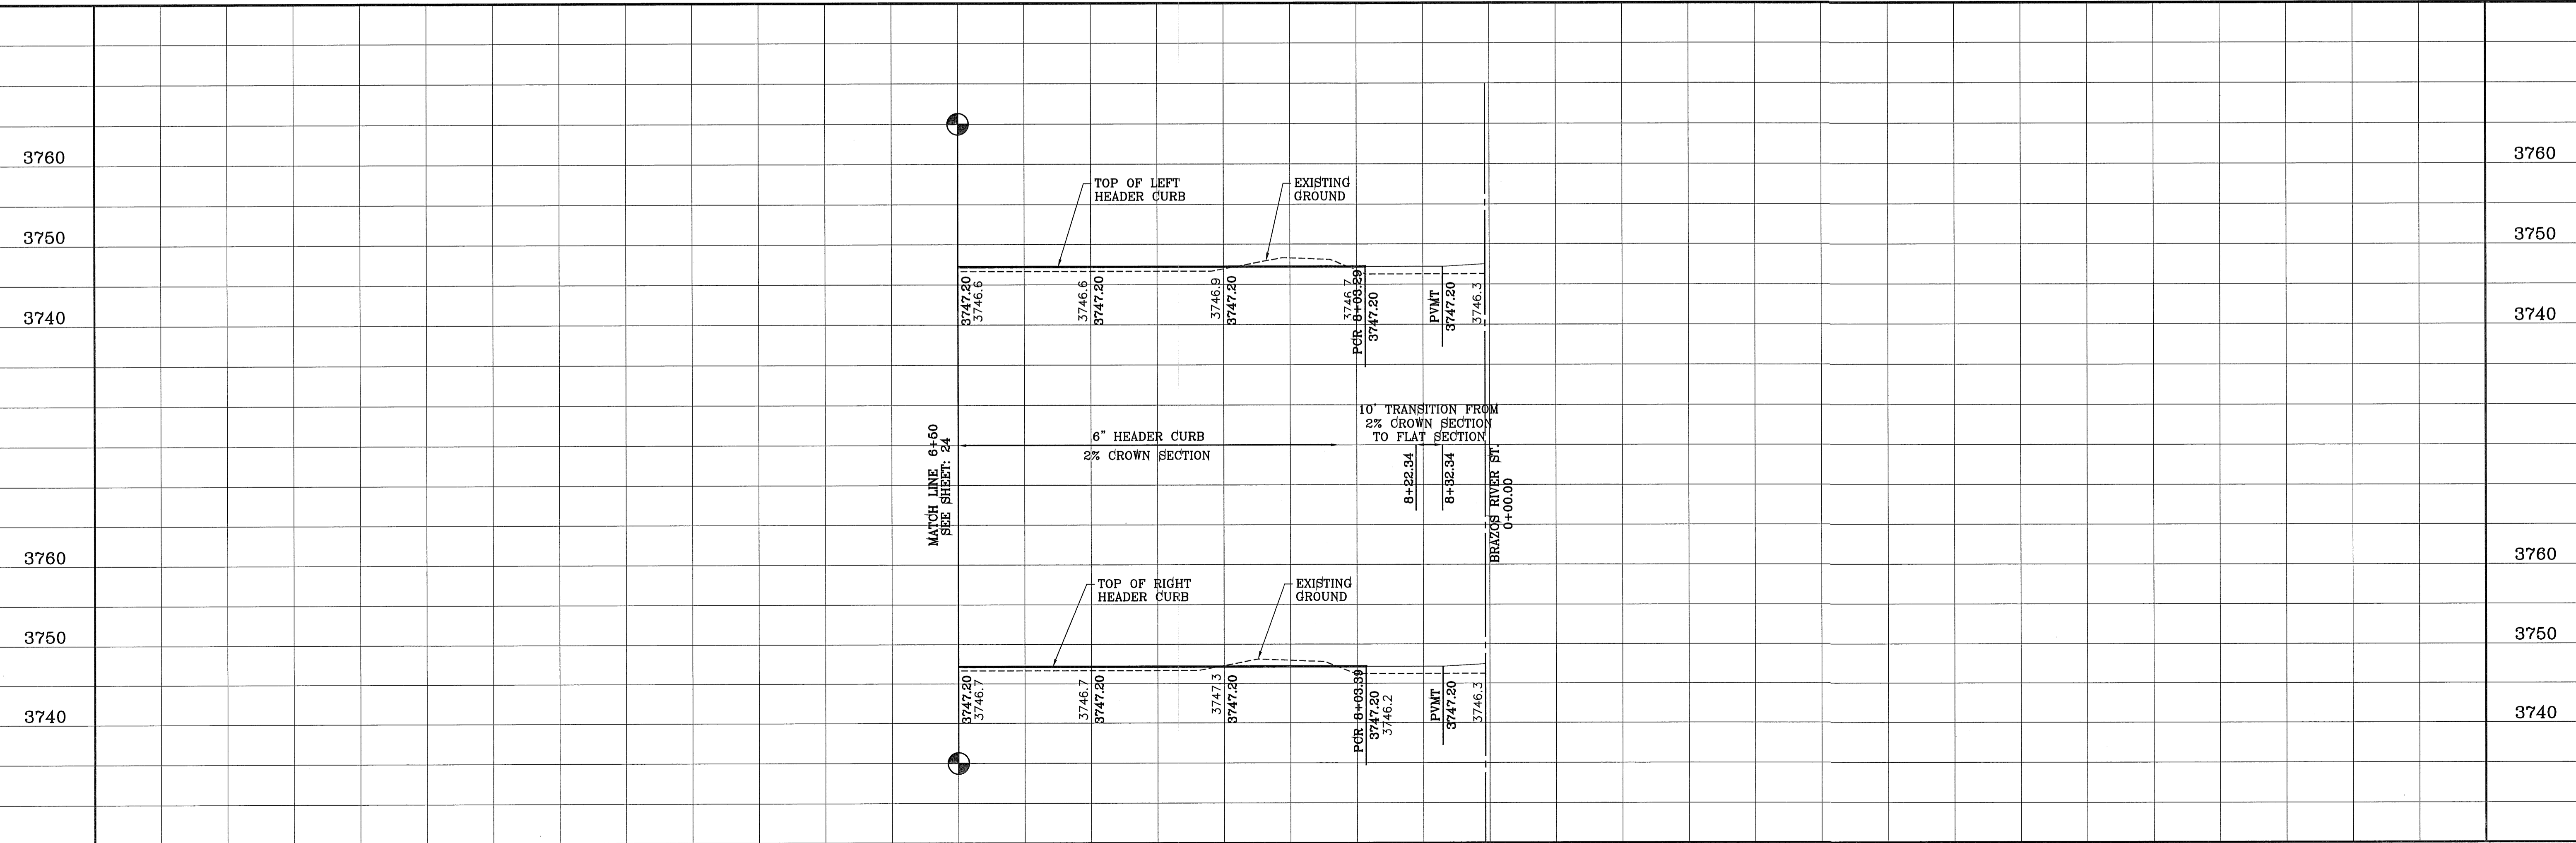 3760
3760
TOP OF LEFT
HEADER CURB
EXISTING
GROUND
3750
3750
3740
3740
3747.20
3746.6
3746.6
3747.20
3746.9
3747.20
3746.7
PCR 8+03.29
3747.20
PVMT
3747.20
3746.3
MATCH LINE 6+50
SEE SHEET: 24
6" HEADER CURB
2% CROWN SECTION
10' TRANSITION FROM
2% CROWN SECTION
TO FLAT SECTION
8+22.34
8+32.34
BRAZOS RIVER ST.
0+00.00
3760
3760
TOP OF RIGHT
HEADER CURB
EXISTING
GROUND
3750
3750
3740
3740
3747.20
3746.7
3746.7
3747.20
3747.3
3747.20
PCR 8+03.39
3747.20
3746.2
PVMT
3747.20
3746.3